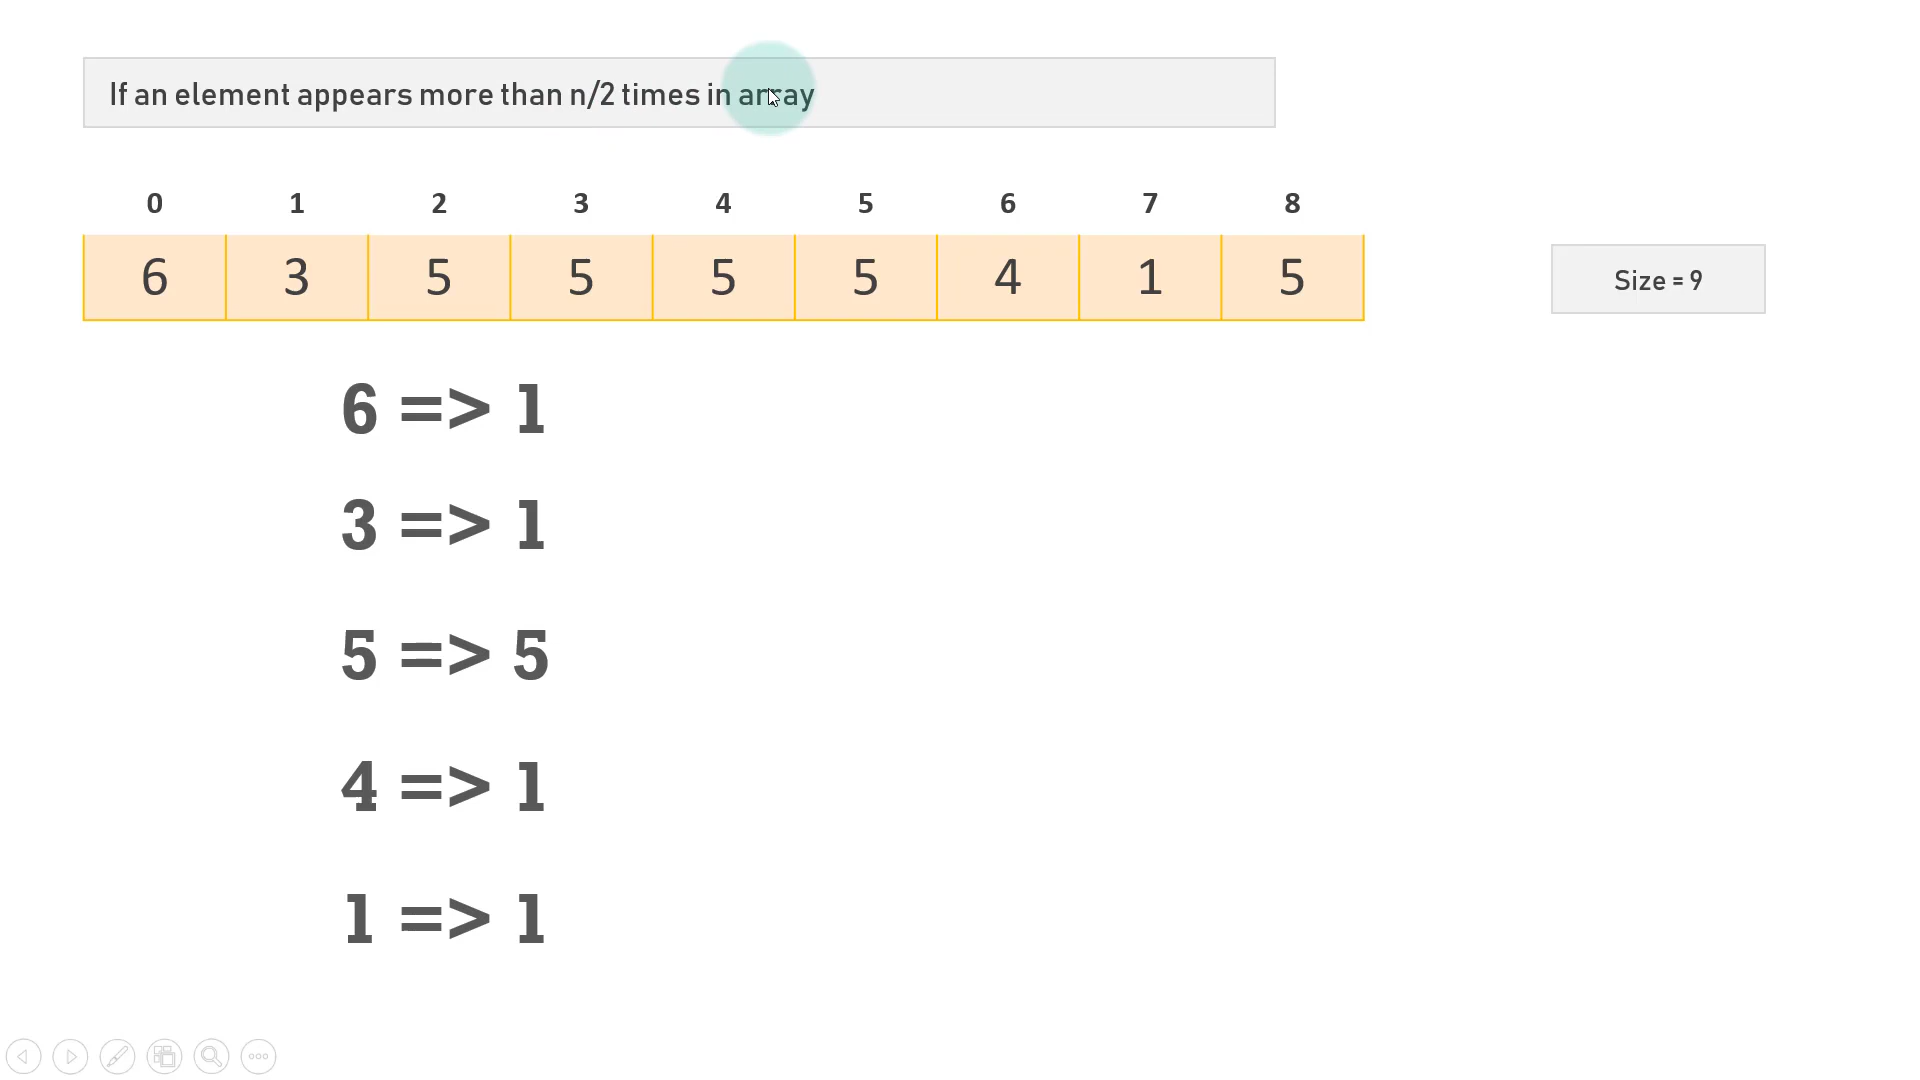 If an element appears more than n/2 times in array
0 1 2 3 4 5 6 7 8
6 3 5 5 5 5 4 1 5
Size = 9
6 => 1
3 => 1
5 => 5
4 => 1
1 => 1